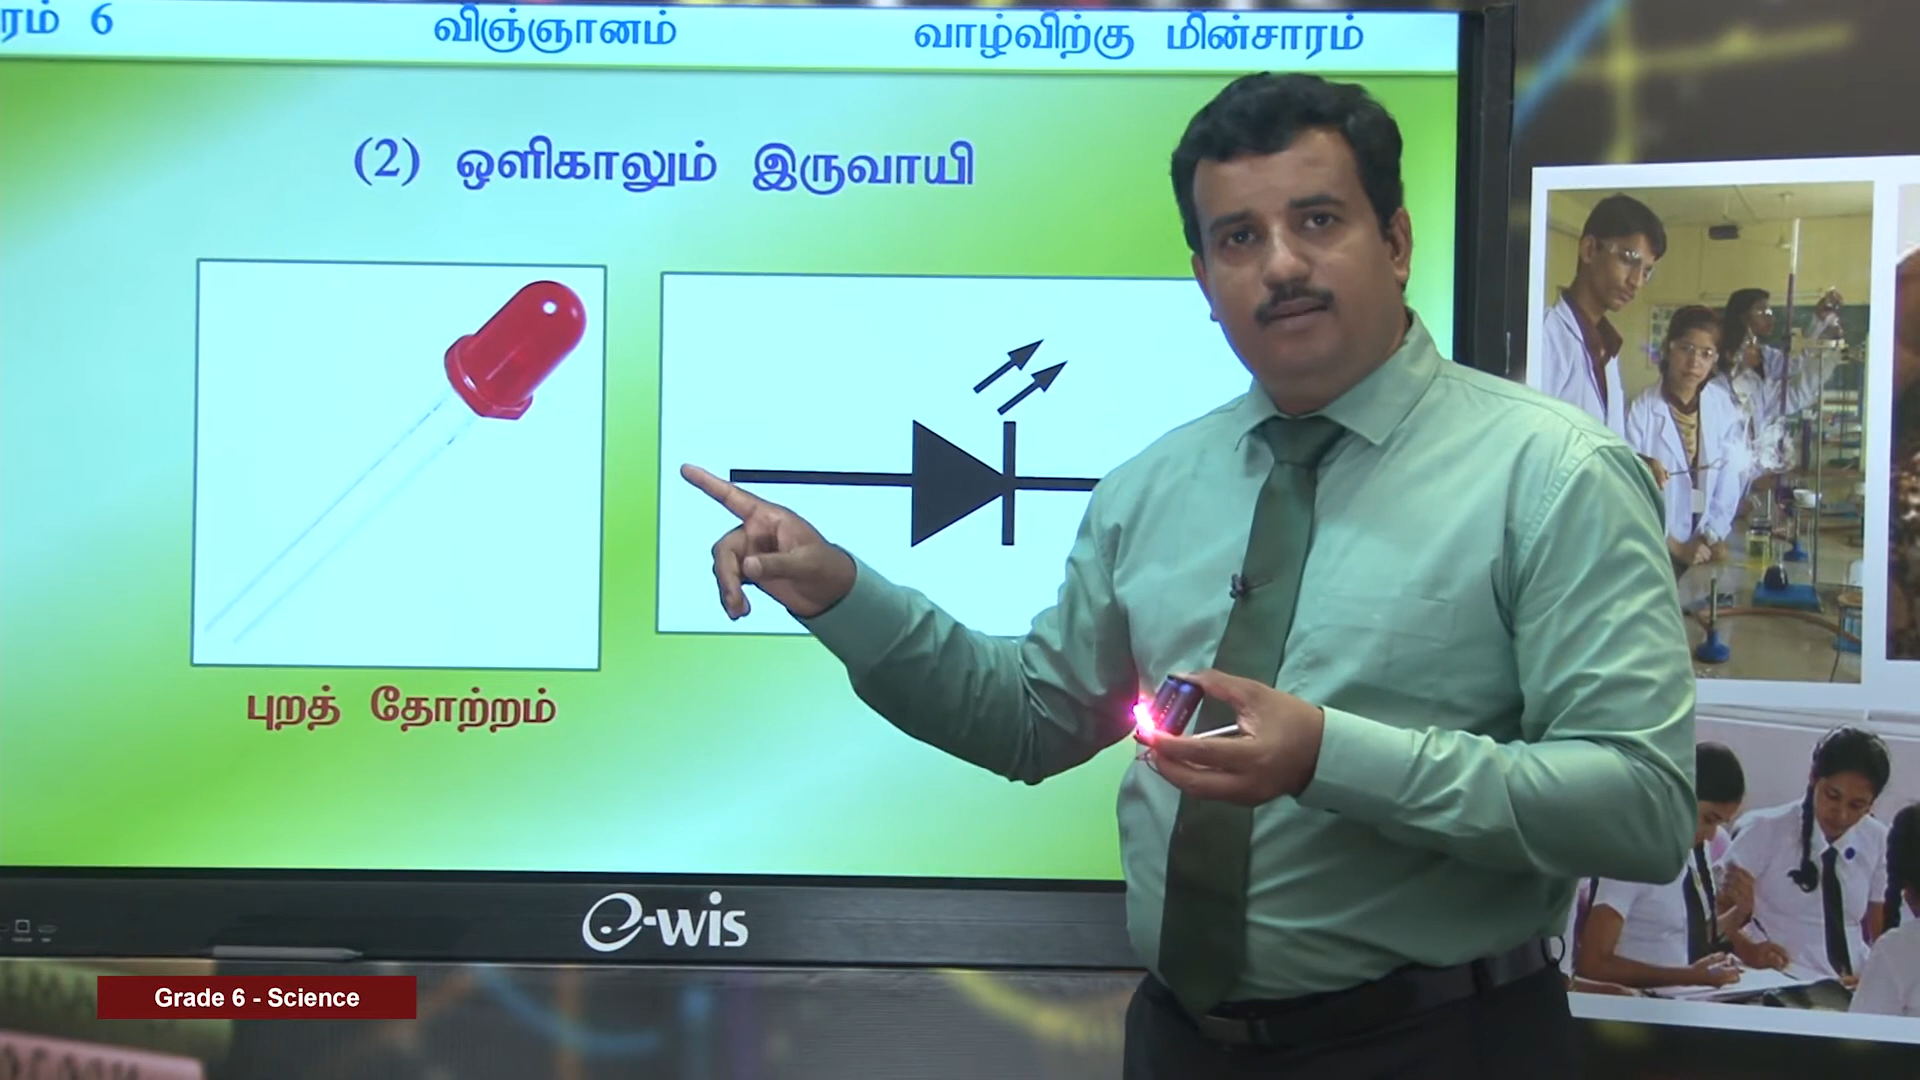 ரம் 6 விஞ்ஞானம் வாழ்விற்கு மின்சாரம்
(2) ஒளிகாலும் இருவாயி
புறத் தோற்றம்
e-wis
Grade 6 - Science